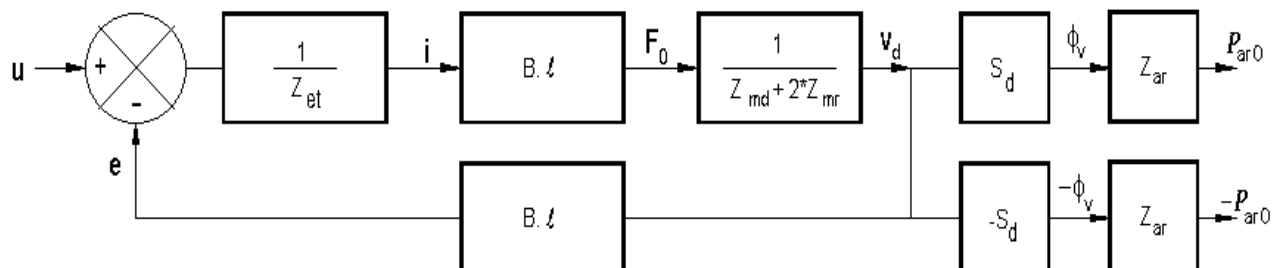 u
+
-
e
1
Z_et
i
B.ℓ
F_0
1
Z_md + 2*Z_mr
v_d
S_d
ϕ_v
Z_ar
P_ar0
B.ℓ
-S_d
-ϕ_v
Z_ar
-P_ar0